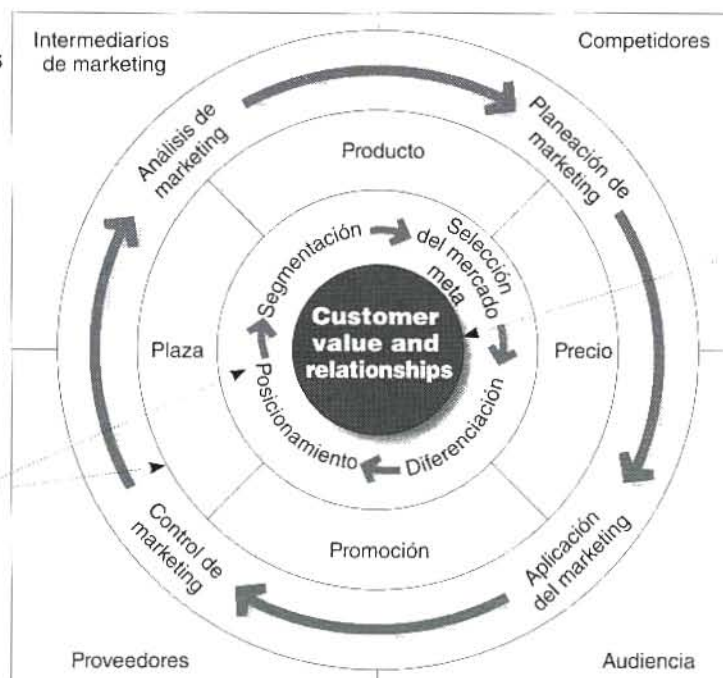 Intermediarios
de marketing
Competidores
Análisis de
marketing
Planeación de
marketing
Producto
Segmentación
Selección
del mercado
meta
Customer
value and
relationships
Plaza
Precio
Posicionamiento
Diferenciación
Control de
marketing
Promoción
Aplicación
del marketing
Proveedores
Audiencia